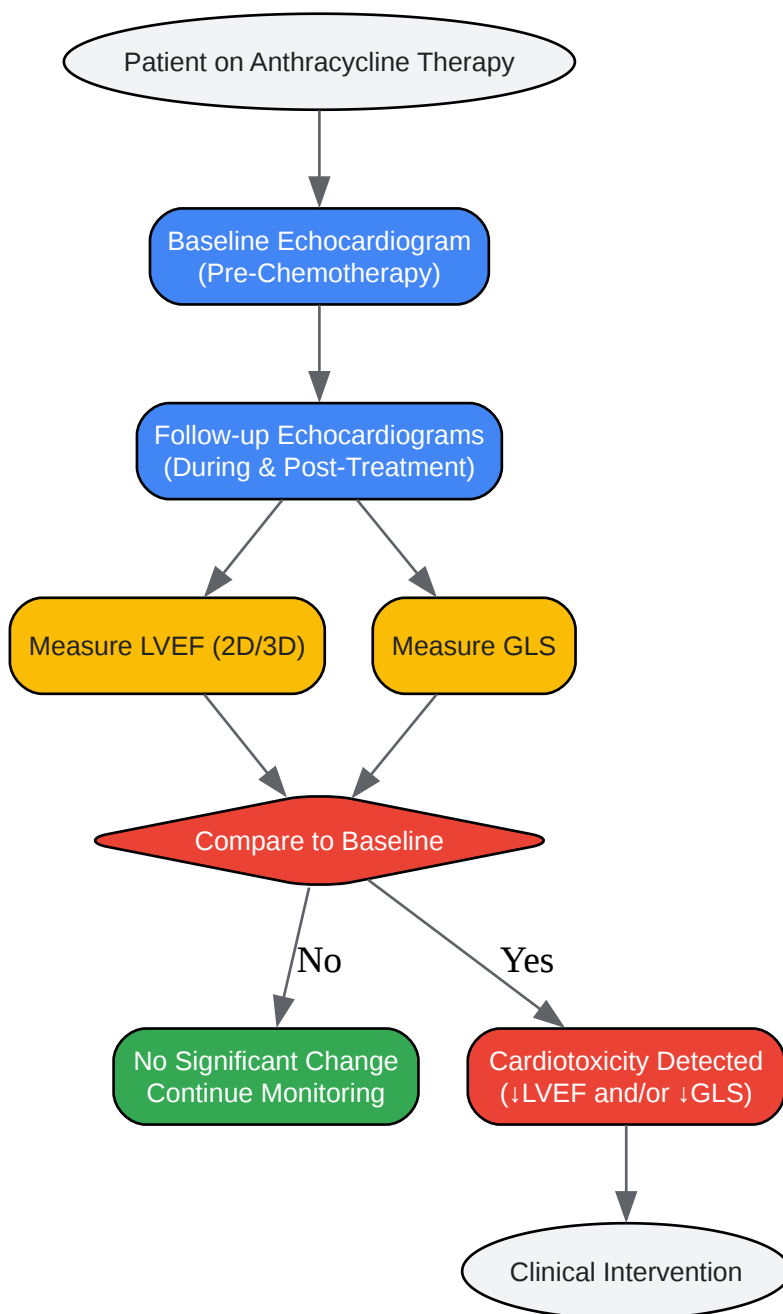 Patient on Anthracycline Therapy
Baseline Echocardiogram
(Pre-Chemotherapy)
Follow-up Echocardiograms
(During & Post-Treatment)
Measure LVEF (2D/3D)
Measure GLS
Compare to Baseline
No
Yes
No Significant Change
Continue Monitoring
Cardiotoxicity Detected
(↓LVEF and/or ↓GLS)
Clinical Intervention